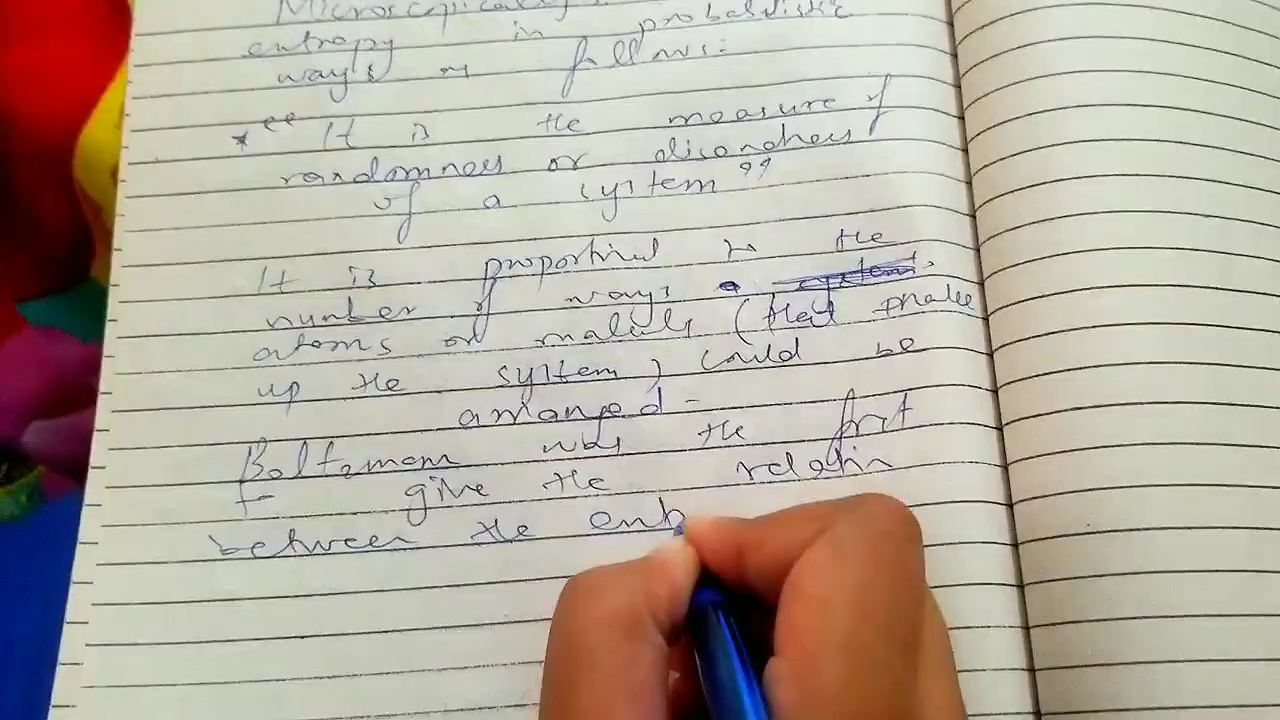 Microscopically
entropy in probabilistic
ways as follows:
* “ It is the measure of
randomness or disorders
of a system ”
It is proportional to the
number of ways
atoms or (that make
up the system) could be
arranged -
Boltzmann was the first
to give the relation
between the ent